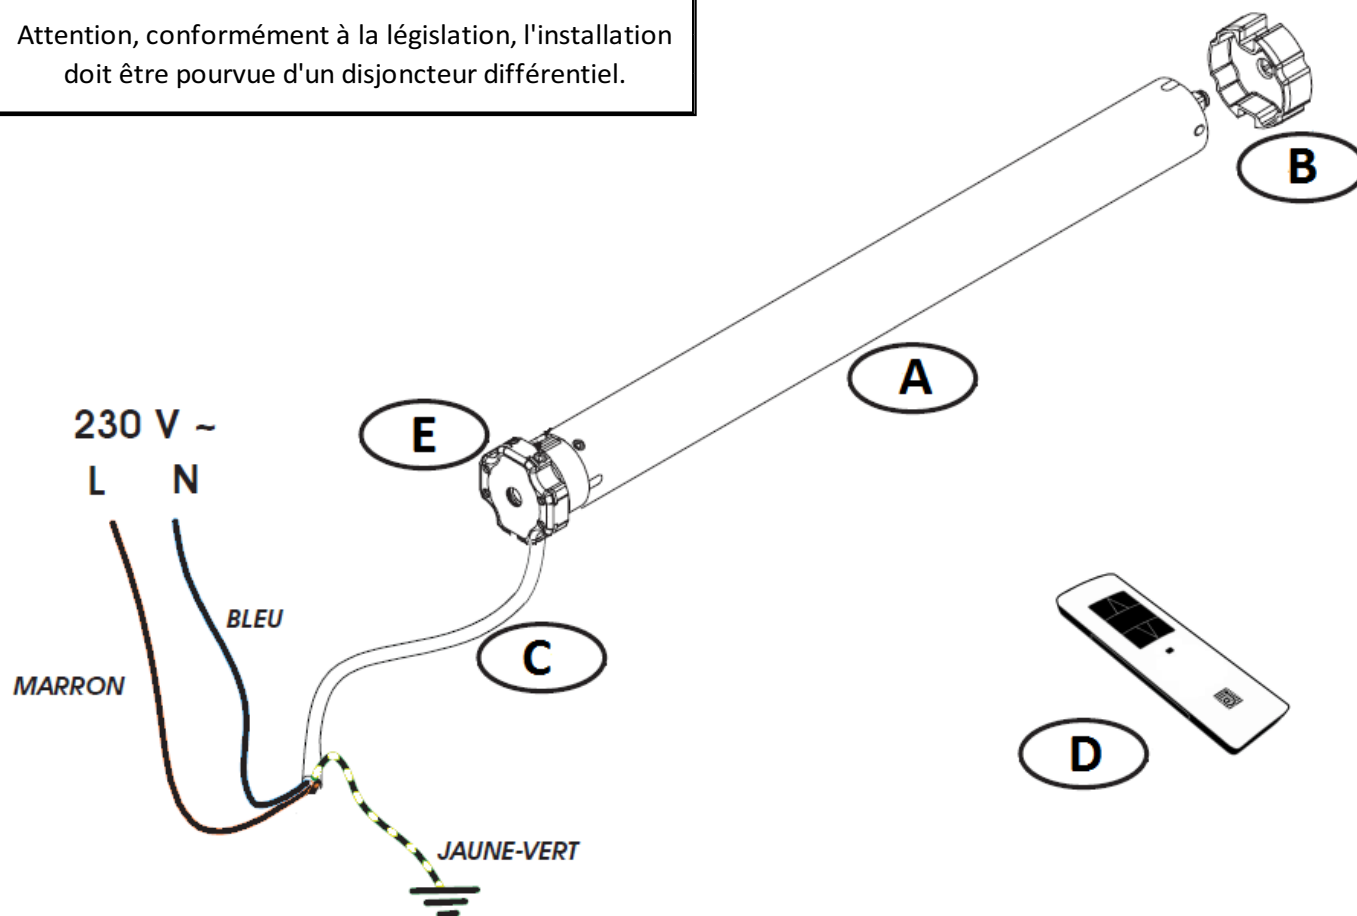 Attention, conformément à la législation, l'installation
doit être pourvue d'un disjoncteur différentiel.
B
A
E
230 V ~
L N
BLEU
C
MARRON
D
JAUNE-VERT